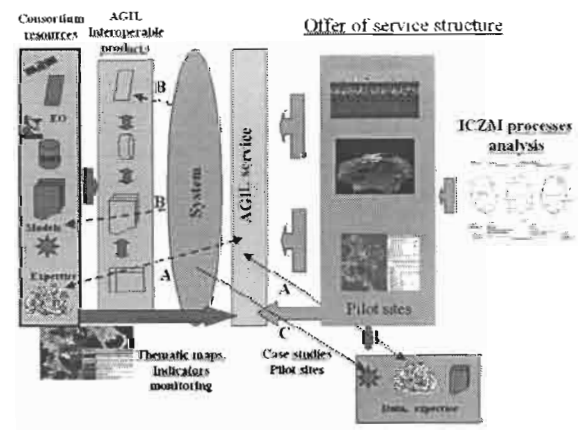 Consortium
resources
AGIL
Interoperable
products
Offer of service structure
EO
Models
Expertise
B
B
A
System
AGIL service
A
C
Pilot sites
ICZM processes
analysis
Thematic maps,
Indicators
monitoring
Case studies
Pilot sites
Data, expertise